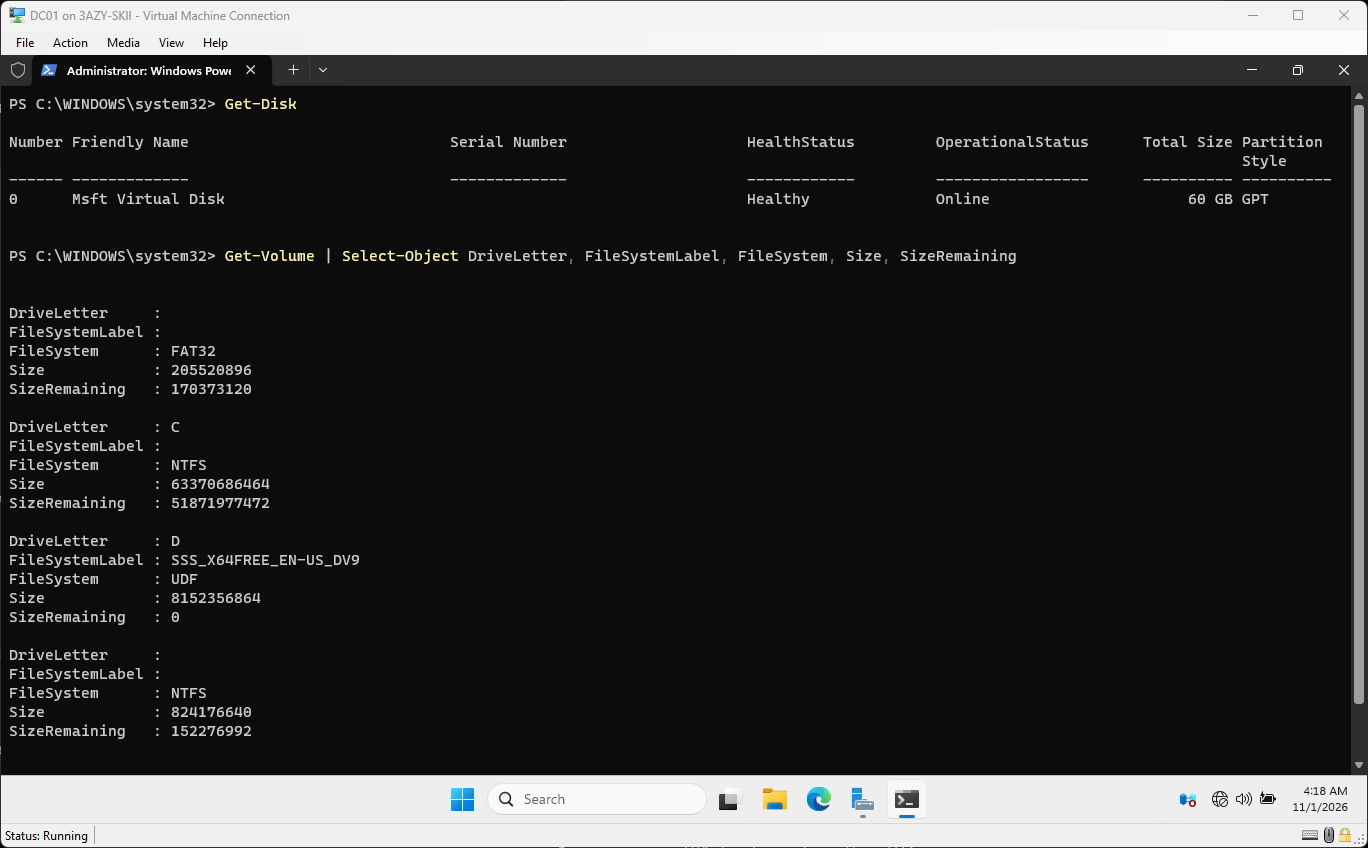 DC01 on 3AZY-SKII - Virtual Machine Connection
File Action Media View Help
Administrator: Windows Powe
PS C:\WINDOWS\system32> Get-Disk
Number Friendly Name Serial Number HealthStatus OperationalStatus Total Size Partition
Style
------ ------------- ------------- ------------ ----------------- ---------- ----------
0 Msft Virtual Disk Healthy Online 60 GB GPT
PS C:\WINDOWS\system32> Get-Volume | Select-Object DriveLetter, FileSystemLabel, FileSystem, Size, SizeRemaining
DriveLetter :
FileSystemLabel :
FileSystem : FAT32
Size : 205520896
SizeRemaining : 170373120
DriveLetter : C
FileSystemLabel :
FileSystem : NTFS
Size : 63370686464
SizeRemaining : 51871977472
DriveLetter : D
FileSystemLabel : SSS_X64FREE_EN-US_DV9
FileSystem : UDF
Size : 8152356864
SizeRemaining : 0
DriveLetter :
FileSystemLabel :
FileSystem : NTFS
Size : 824176640
SizeRemaining : 152276992
Search
4:18 AM
11/1/2026
Status: Running